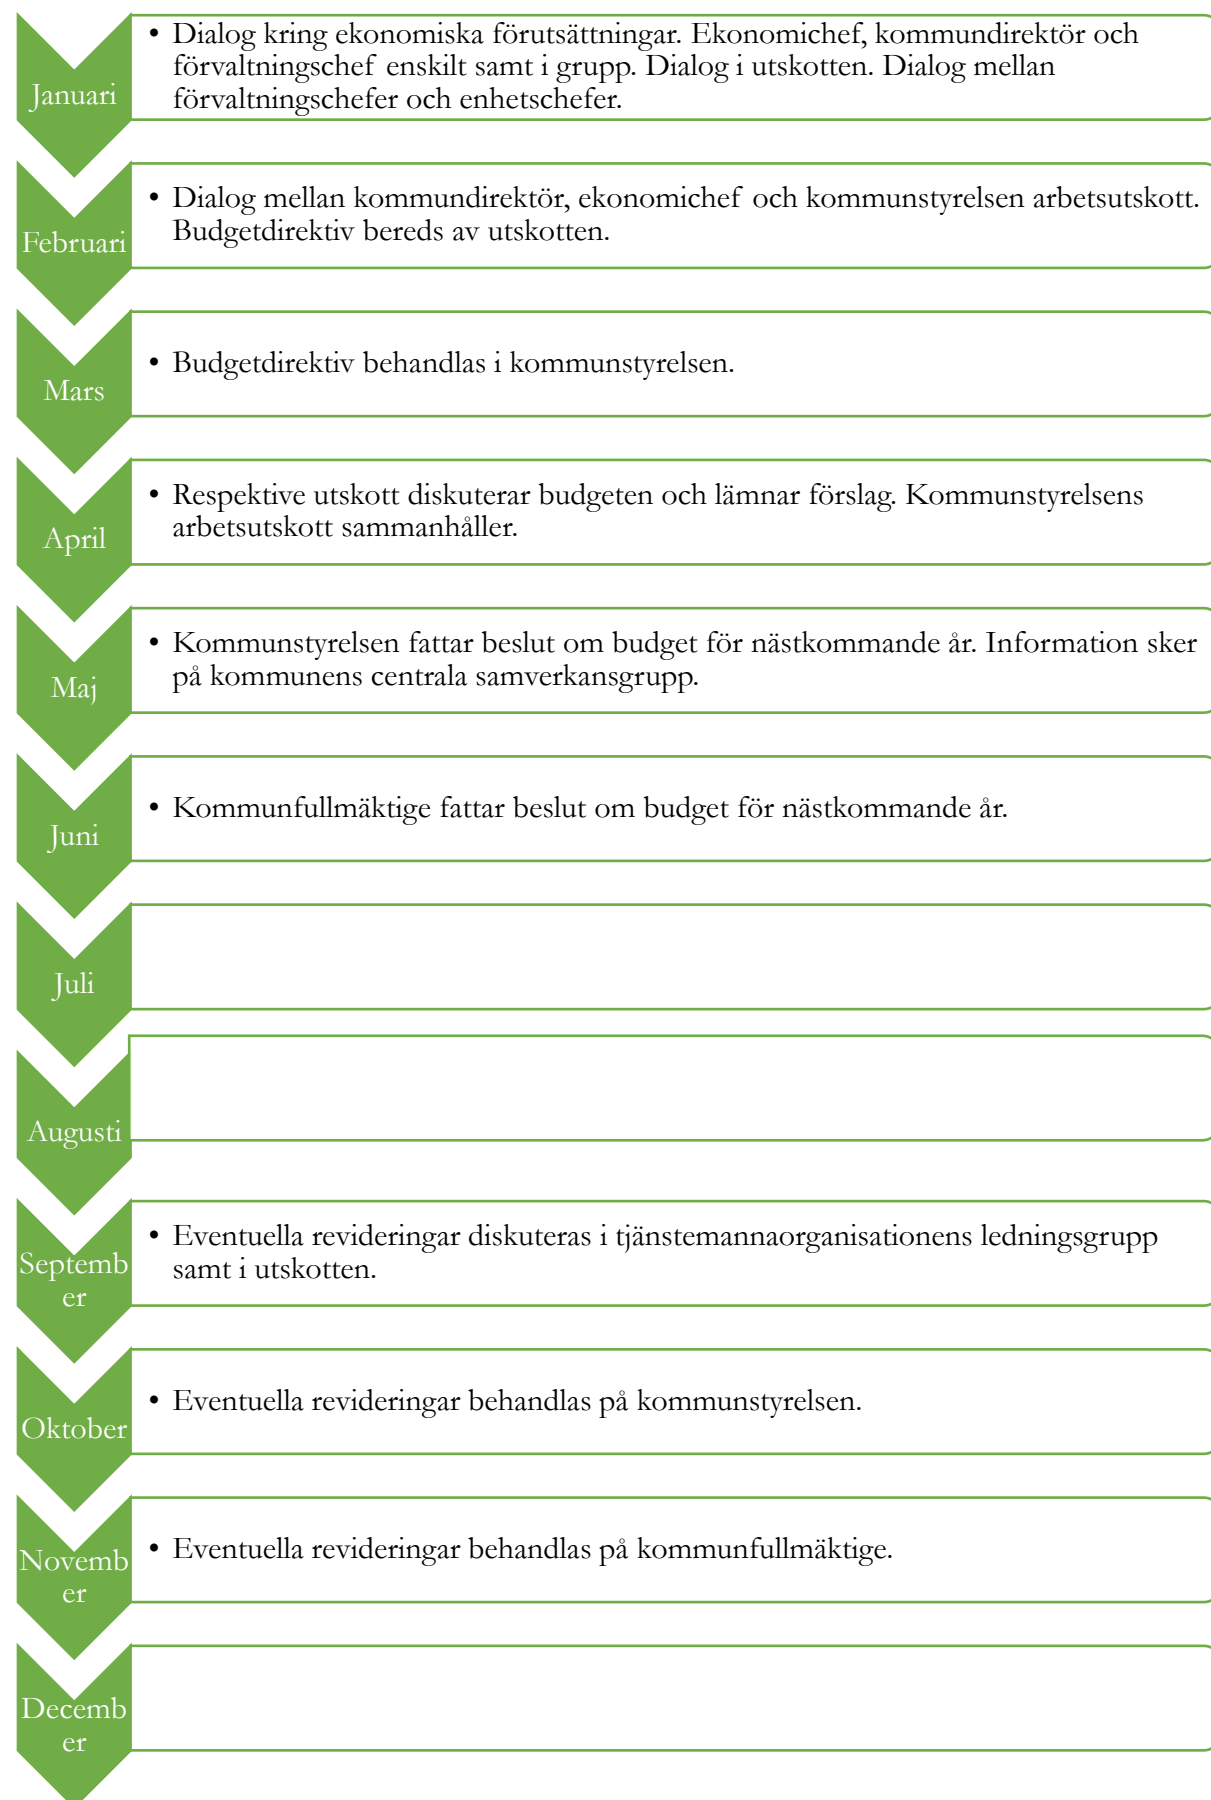 • Dialog kring ekonomiska förutsättningar. Ekonomichef, kommundirektör och
förvaltningschef enskilt samt i grupp. Dialog i utskotten. Dialog mellan
förvaltningschefer och enhetschefer.
Januari
• Dialog mellan kommundirektör, ekonomichef och kommunstyrelsen arbetsutskott.
Budgetdirektiv bereds av utskotten.
Februari
• Budgetdirektiv behandlas i kommunstyrelsen.
Mars
• Respektive utskott diskuterar budgeten och lämnar förslag. Kommunstyrelsens
arbetsutskott sammanhåller.
April
• Kommunstyrelsen fattar beslut om budget för nästkommande år. Information sker
på kommunens centrala samverkansgrupp.
Maj
• Kommunfullmäktige fattar beslut om budget för nästkommande år.
Juni
Juli
Augusti
• Eventuella revideringar diskuteras i tjänstemannaorganisationens ledningsgrupp
samt i utskotten.
Septemb
er
• Eventuella revideringar behandlas på kommunstyrelsen.
Oktober
• Eventuella revideringar behandlas på kommunfullmäktige.
Novemb
er
Decemb
er